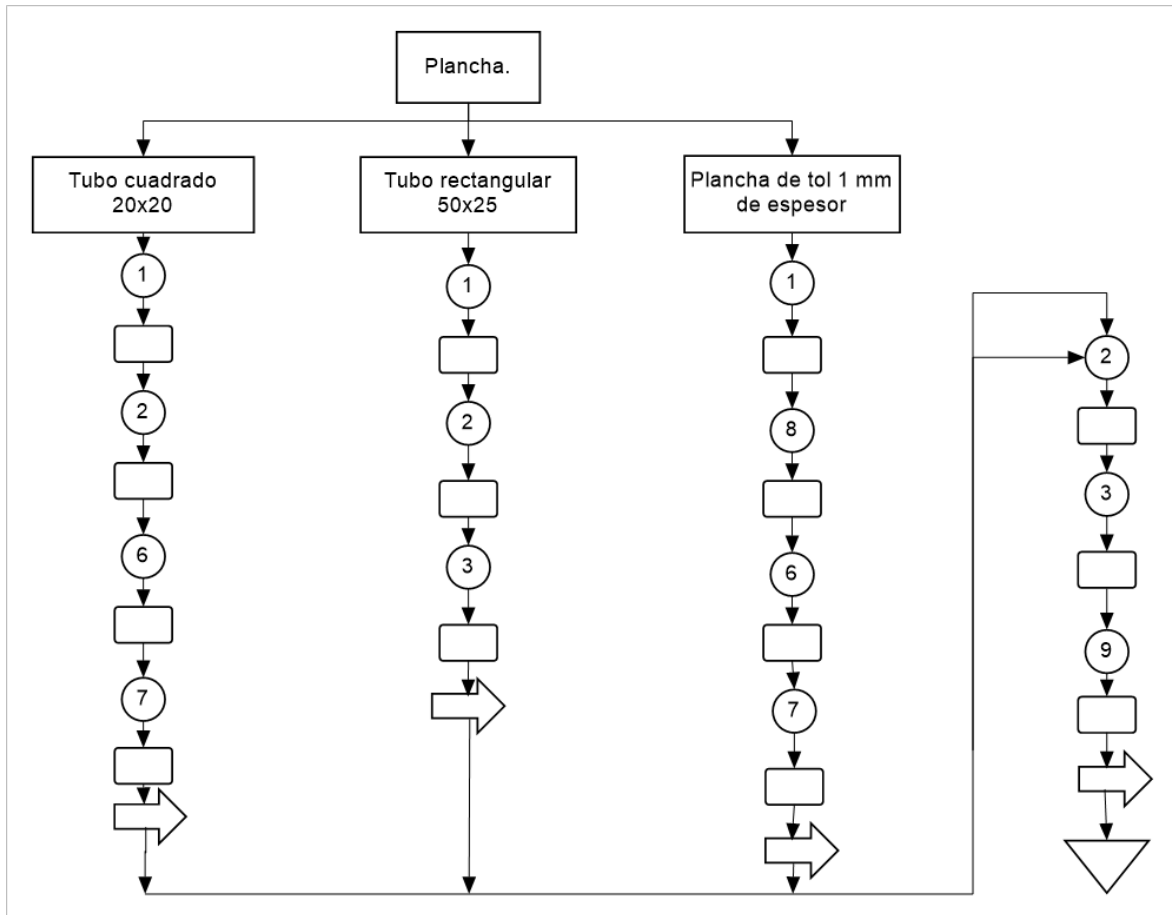 Plancha.
Tubo cuadrado
20x20
Tubo rectangular
50x25
Plancha de tol 1 mm
de espesor
1
2
6
7
1
2
3
1
8
6
7
2
3
9